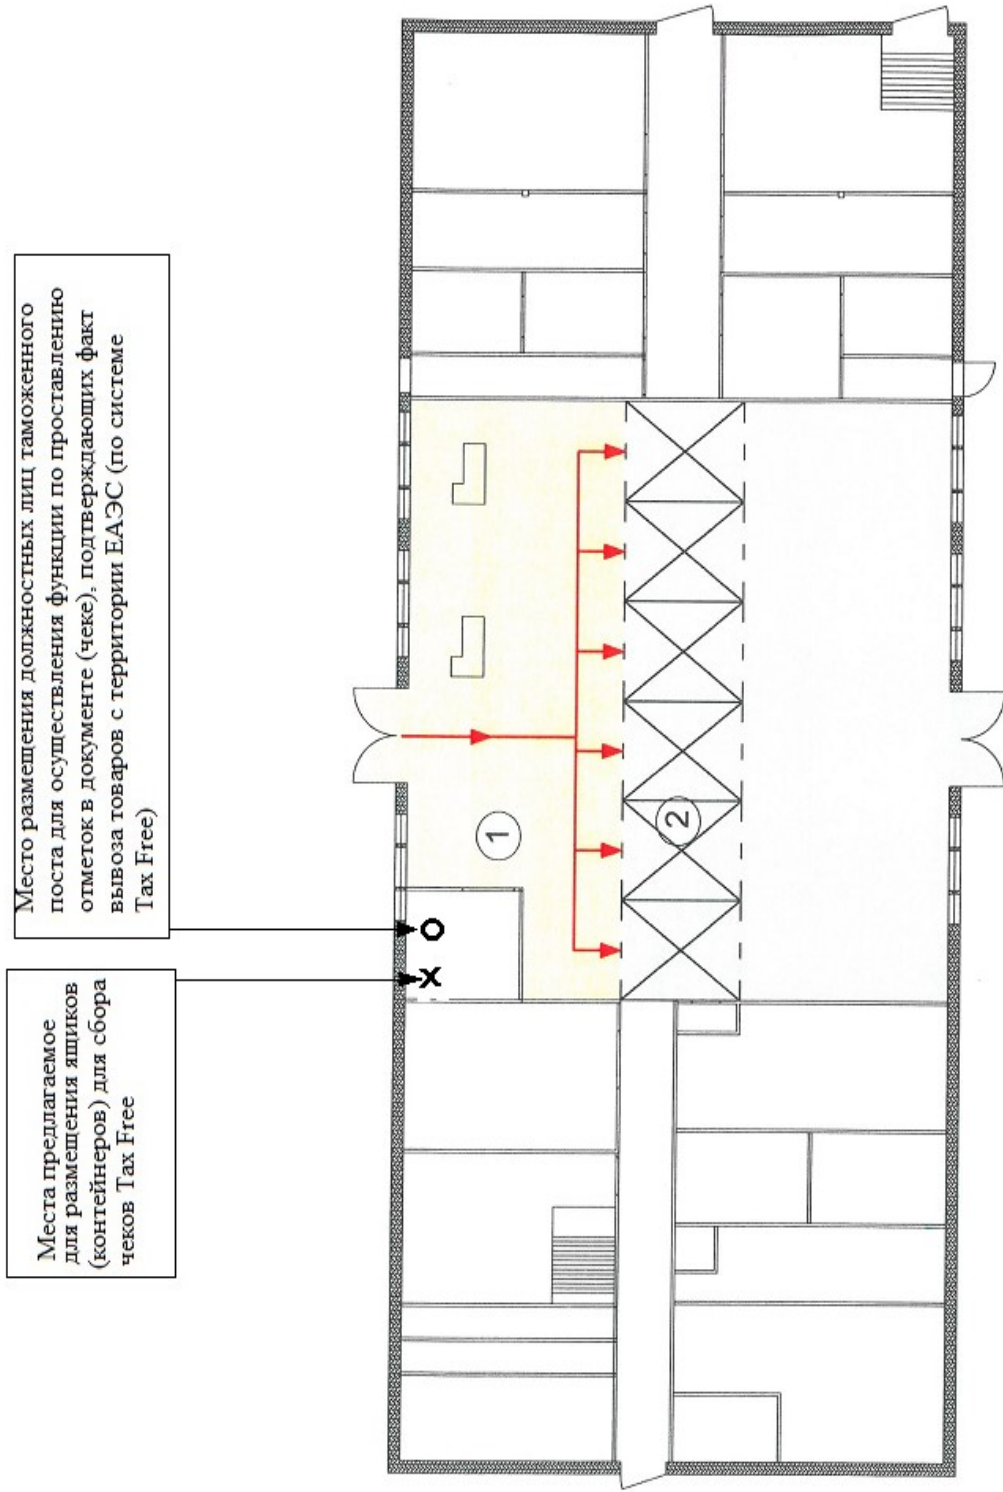 Место размещения должностных лиц таможенного
поста для осуществления функции по проставлению
отметок в документе (чеке), подтверждающих факт
вывоза товаров с территории ЕАЭС (по системе
Tax Free)
Места предлагаемое
для размещения ящиков
(контейнеров) для сбора
чеков Tax Free
1
2
О
X